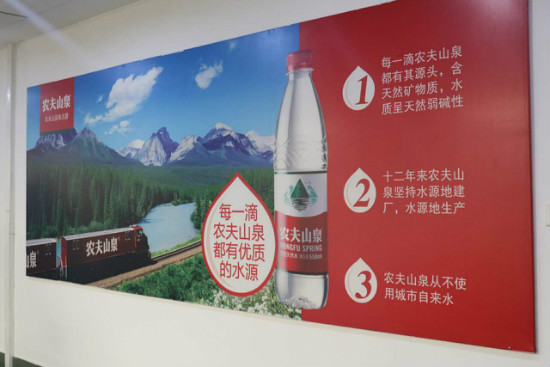 农夫山泉
每一滴
农夫山泉
都有优质
的水源
农夫山泉
农夫山泉
NONGFU SPRING
1
每一滴农夫山泉
都有其源头，含
天然矿物质，水
质呈天然弱碱性
2
十二年来农夫山
泉坚持水源地建
厂，水源地生产
3
农夫山泉从不使
用城市自来水